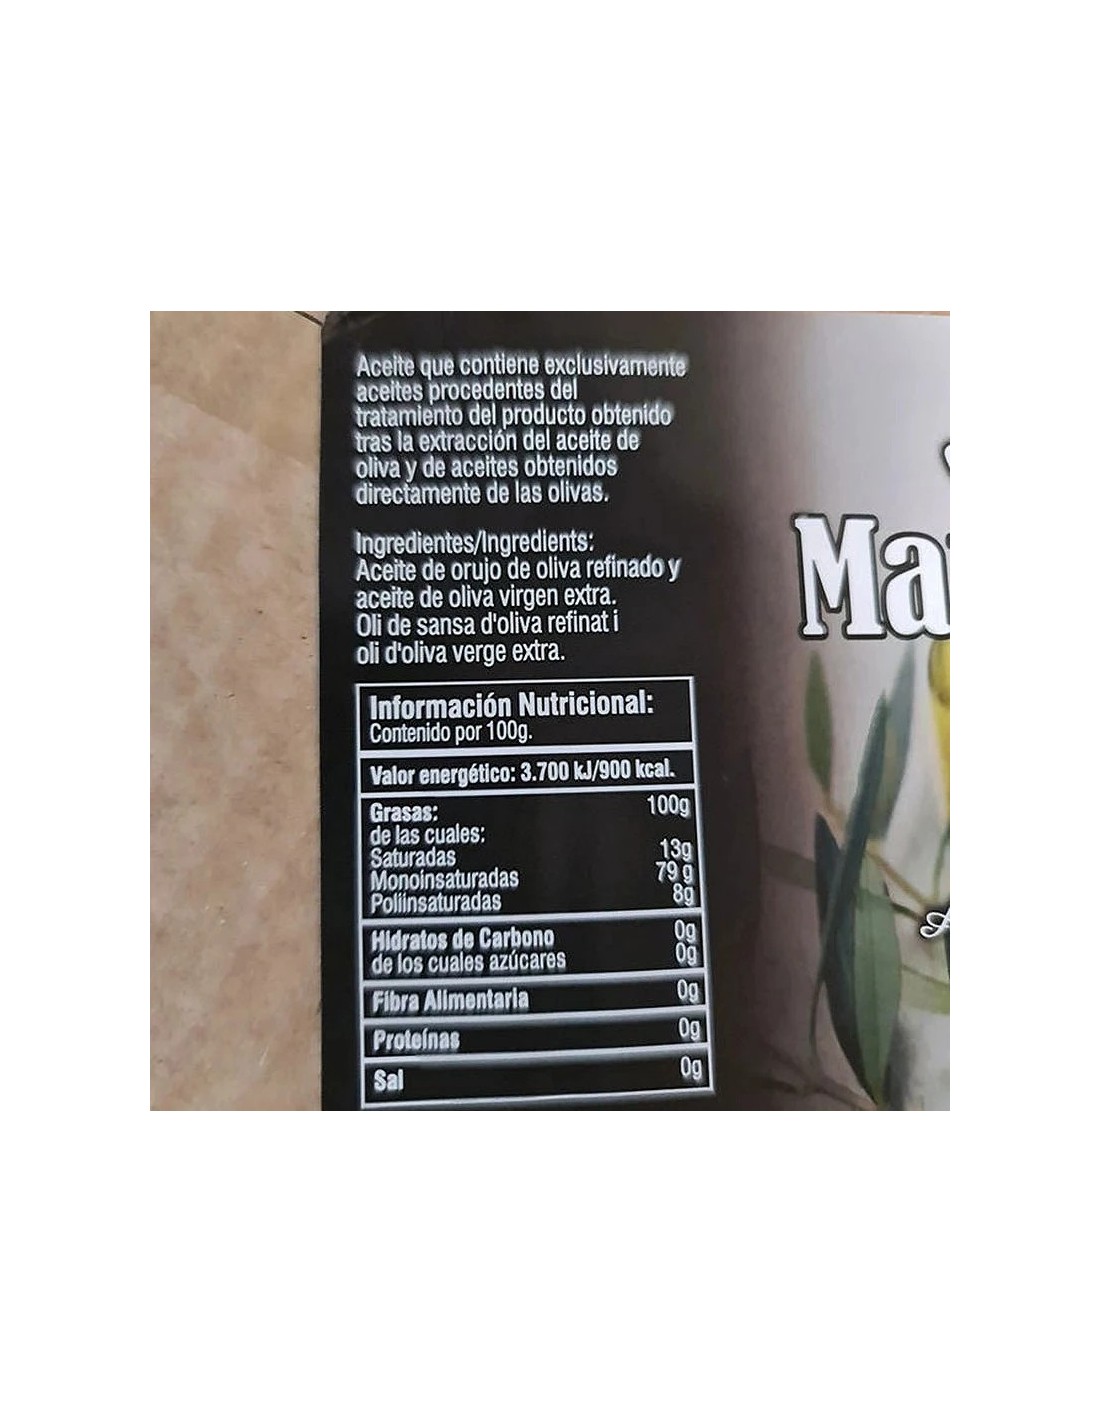 Aceite que contiene exclusivamente
aceites procedentes del
tratamiento del producto obtenido
tras la extracción del aceite de
oliva y de aceites obtenidos
directamente de las olivas.
Ingredientes/Ingredients:
Aceite de orujo de oliva refinado y
aceite de oliva virgen extra.
Oli de sansa d'oliva refinat i
oli d'oliva verge extra.
Información Nutricional:
Contenido por 100g.
Valor energético: 3.700 kJ/900 kcal.
Grasas: 100g
de las cuales:
Saturadas 13g
Monoinsaturadas 79 g
Poliinsaturadas 8g
Hidratos de Carbono 0g
de los cuales azúcares 0g
Fibra Alimentaria 0g
Proteínas 0g
Sal 0g
Ma